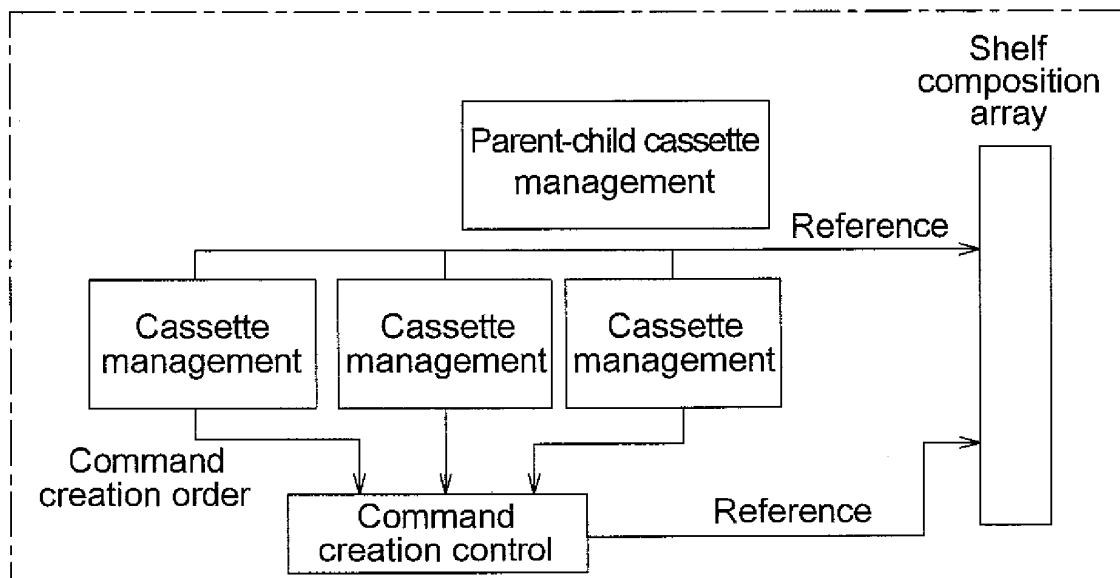 Shelf
composition
array
Parent-child cassette
management
Reference
Cassette
management
Cassette
management
Cassette
management
Command
creation order
Command
creation control
Reference